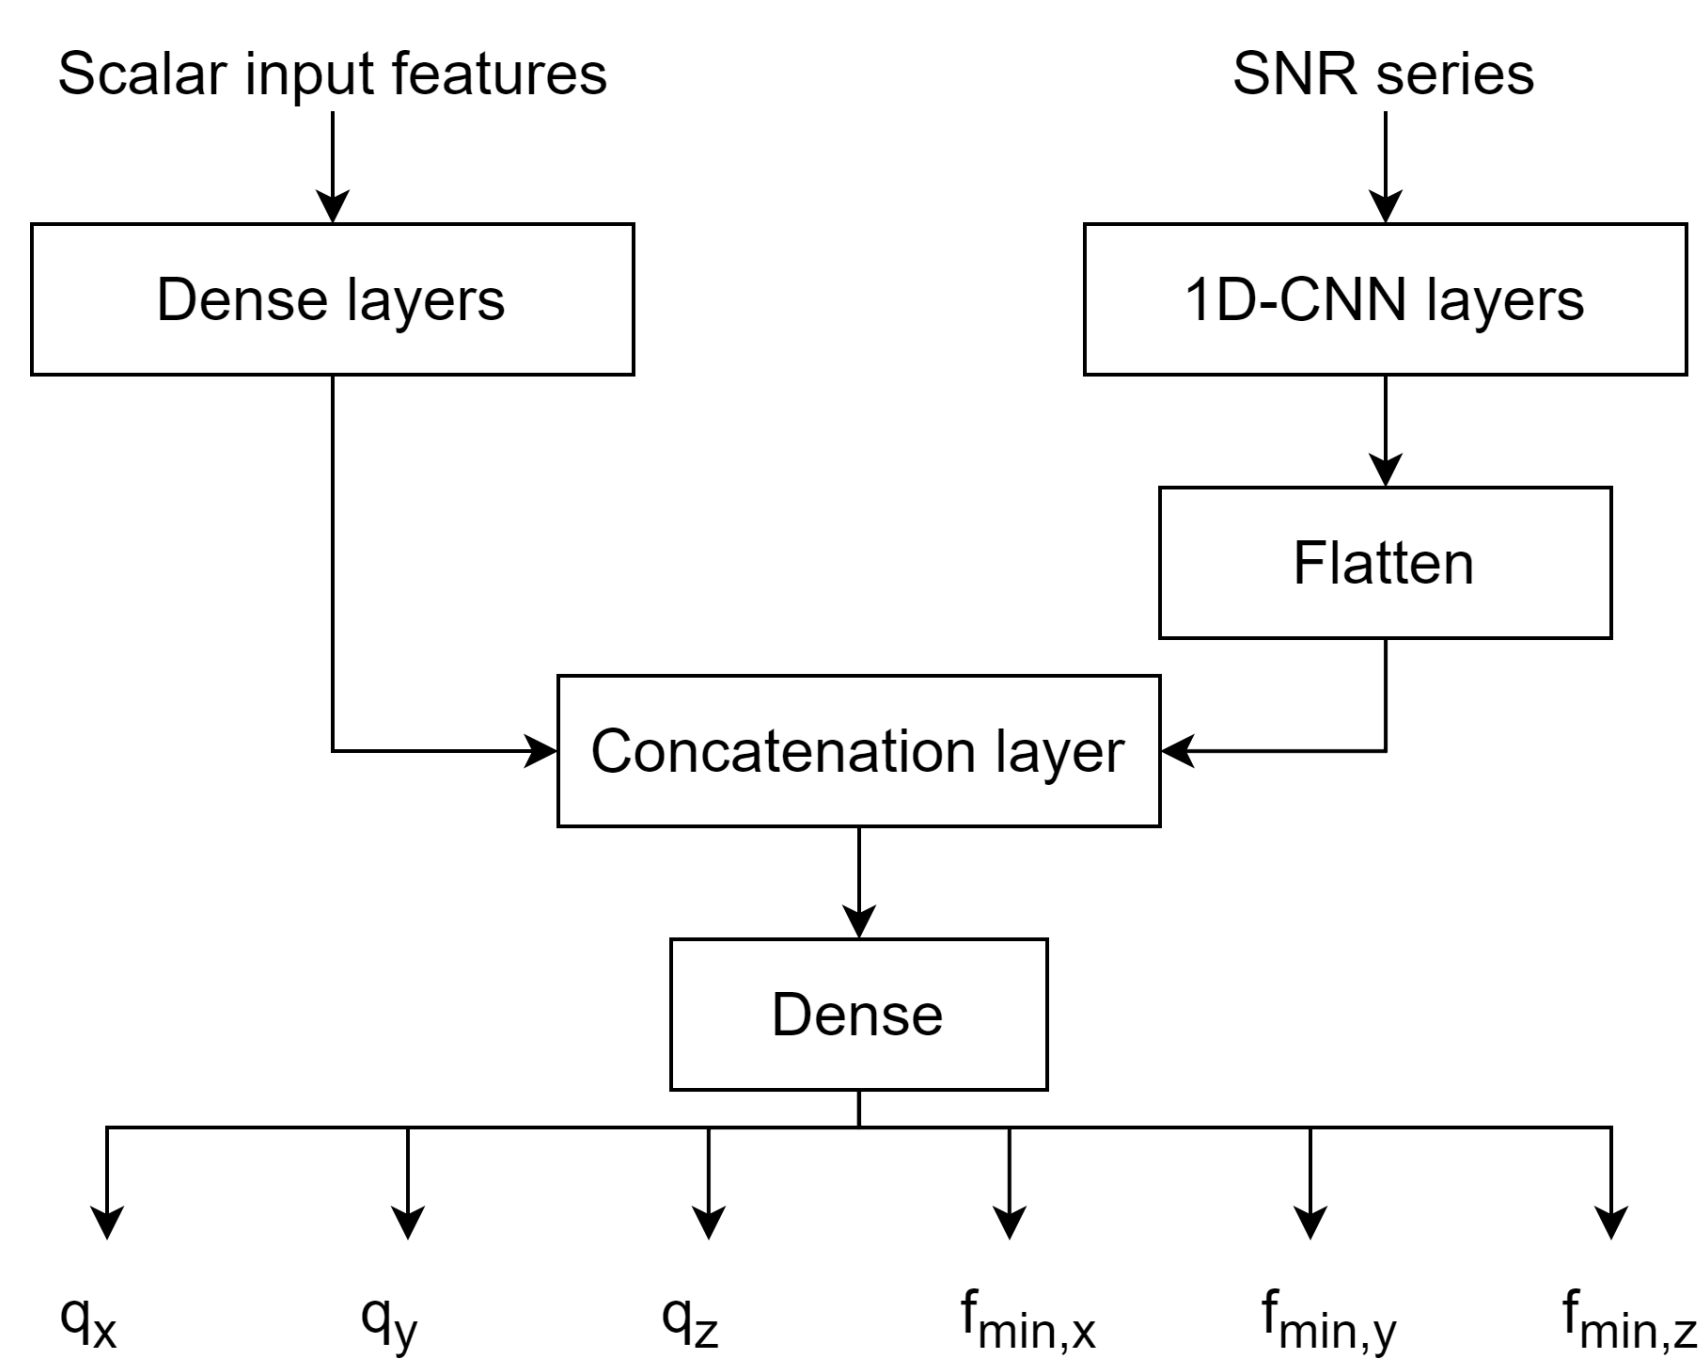 Scalar input features
SNR series
Dense layers
1D-CNN layers
Flatten
Concatenation layer
Dense
qx qy qz fmin,x fmin,y fmin,z